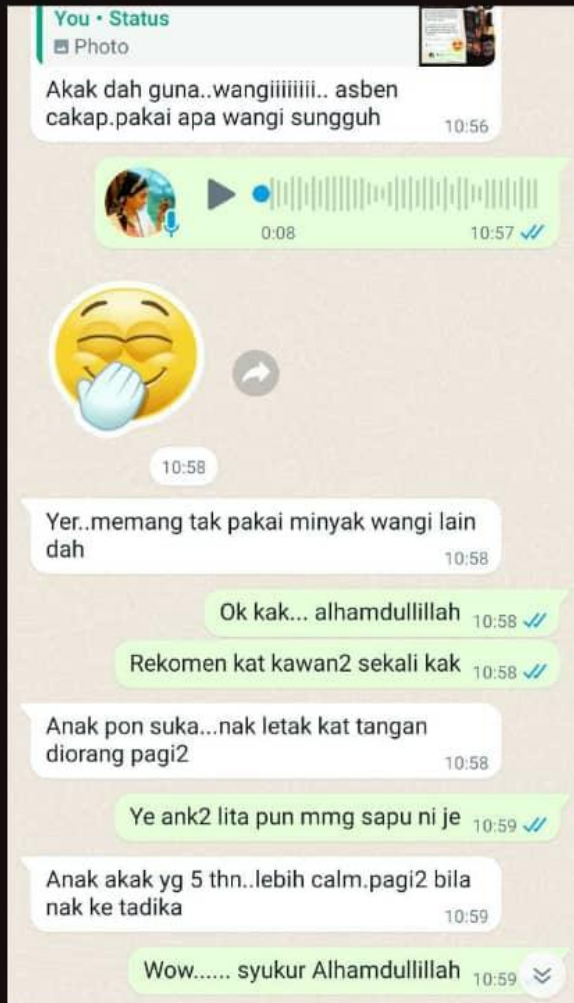 You • Status
Photo
Akak dah guna..wangiiiiiiii.. asben
cakap.pakai apa wangi sungguh
10:56
0:08
10:57
10:58
Yer..memang tak pakai minyak wangi lain
dah
10:58
Ok kak... alhamdullillah 10:58
Rekomen kat kawan2 sekali kak 10:58
Anak pon suka...nak letak kat tangan
diorang pagi2
10:58
Ye ank2 lita pun mmg sapu ni je 10:59
Anak akak yg 5 thn..lebih calm.pagi2 bila
nak ke tadika
10:59
Wow...... syukur Alhamdullillah 10:59